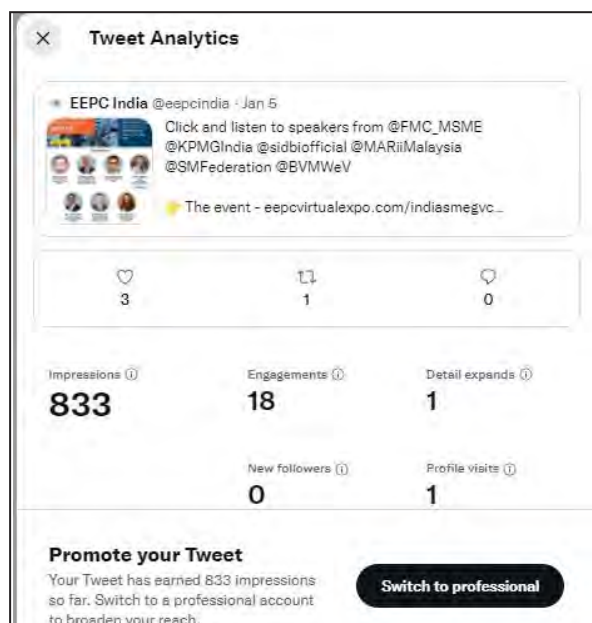 Tweet Analytics
EEPC India @eepcindia · Jan 5
Click and listen to speakers from @FMC_MSME
@KPMGIndia @sidbiofficial @MARiiMalaysia
@SMFederation @BVMWeV
👉 The event - eepcvirtualexpo.com/indiasmegvc...
3 1 0
Impressions Engagements Detail expands
833 18 1
New followers Profile visits
0 1
Promote your Tweet
Your Tweet has earned 833 impressions
so far. Switch to a professional account
to broaden your reach.
Switch to professional